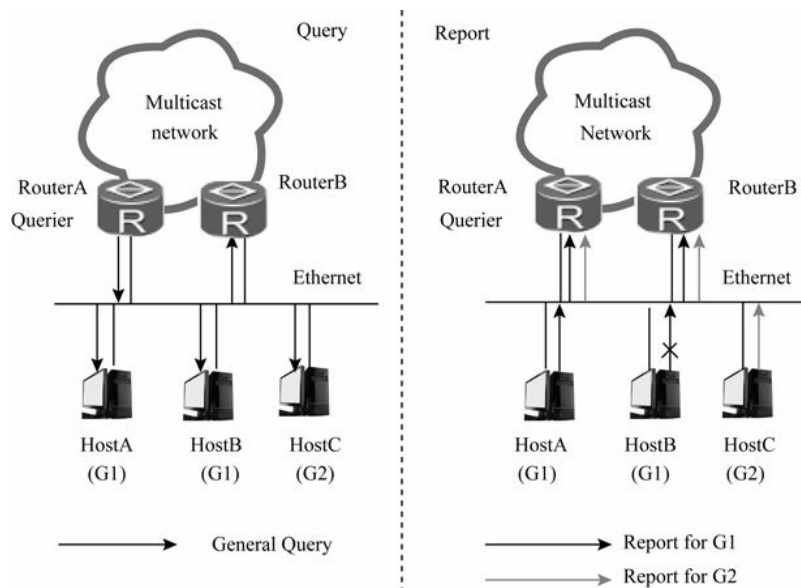 Query
Multicast
network
RouterA
RouterB
Querier
R
R
Ethernet
HostA
HostB
HostC
(G1)
(G1)
(G2)
General Query
Report
Multicast
Network
RouterA
RouterB
Querier
R
R
Ethernet
HostA
HostB
HostC
(G1)
(G1)
(G2)
Report for G1
Report for G2